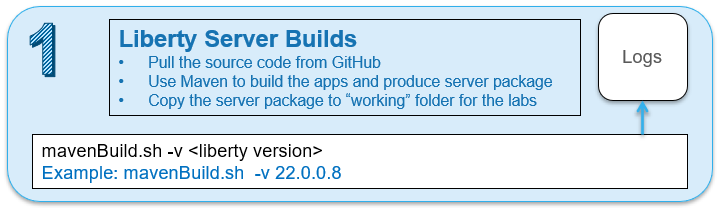 1
Liberty Server Builds
• Pull the source code from GitHub
• Use Maven to build the apps and produce server package
• Copy the server package to “working” folder for the labs
Logs
mavenBuild.sh -v <liberty version>
Example: mavenBuild.sh  -v 22.0.0.8